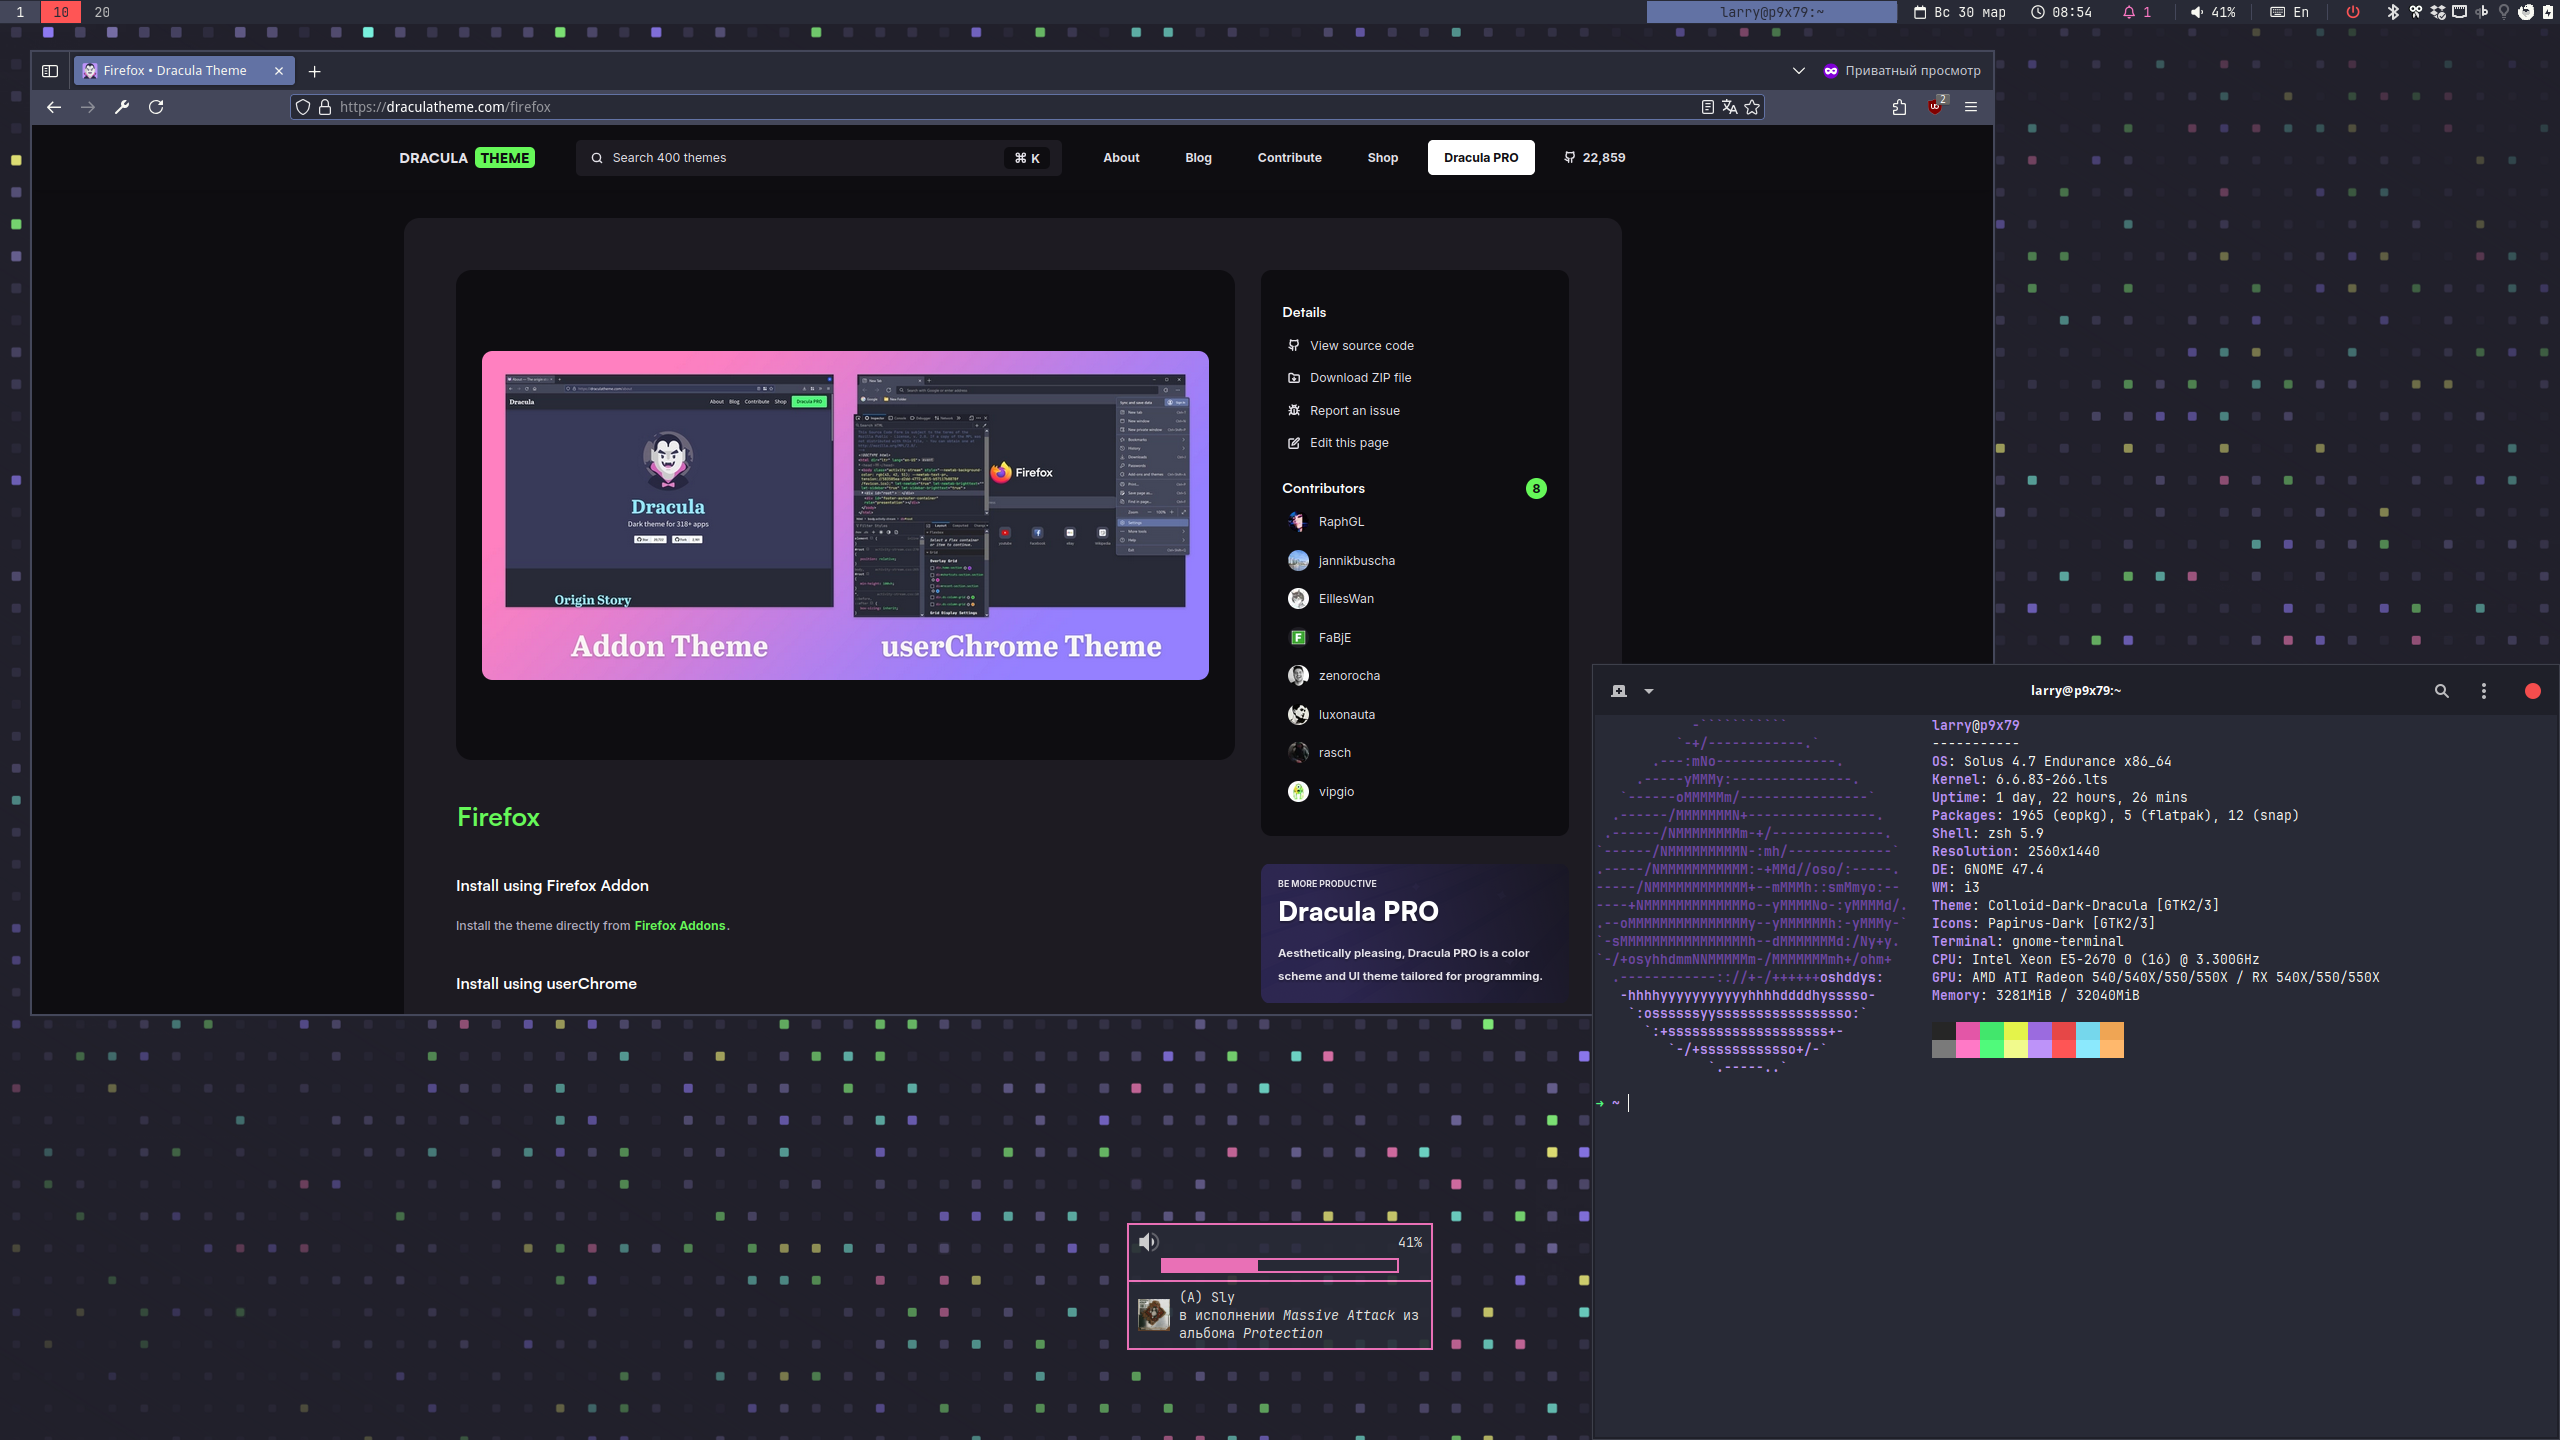 1 10 20
larry@p9x79:~ Вс 30 мар 08:54 1 41% En
Firefox • Dracula Theme
Приватный просмотр
https://draculatheme.com/firefox
2
DRACULA THEME
Search 400 themes
⌘ K
About Blog Contribute Shop Dracula PRO 22,859
Dracula
About Blog Contribute Shop Dracula PRO
Dracula
Dark theme for 318+ apps
Origin Story
Addon Theme
Firefox
userChrome Theme
Details
View source code
Download ZIP file
Report an issue
Edit this page
Contributors 8
RaphGL
jannikbuscha
EillesWan
FaBjE
zenorocha
luxonauta
rasch
vipgio
BE MORE PRODUCTIVE
Dracula PRO
Aesthetically pleasing, Dracula PRO is a color
scheme and UI theme tailored for programming.
Firefox
Install using Firefox Addon
Install the theme directly from Firefox Addons.
Install using userChrome
larry@p9x79:~
larry@p9x79
-----------
OS: Solus 4.7 Endurance x86_64
Kernel: 6.6.83-266.lts
Uptime: 1 day, 22 hours, 26 mins
Packages: 1965 (eopkg), 5 (flatpak), 12 (snap)
Shell: zsh 5.9
Resolution: 2560x1440
DE: GNOME 47.4
WM: i3
Theme: Colloid-Dark-Dracula [GTK2/3]
Icons: Papirus-Dark [GTK2/3]
Terminal: gnome-terminal
CPU: Intel Xeon E5-2670 0 (16) @ 3.300GHz
GPU: AMD ATI Radeon 540/540X/550/550X / RX 540X/550/550X
Memory: 3281MiB / 32040MiB
➜ ~
41%
(A) Sly
в исполнении Massive Attack из
альбома Protection